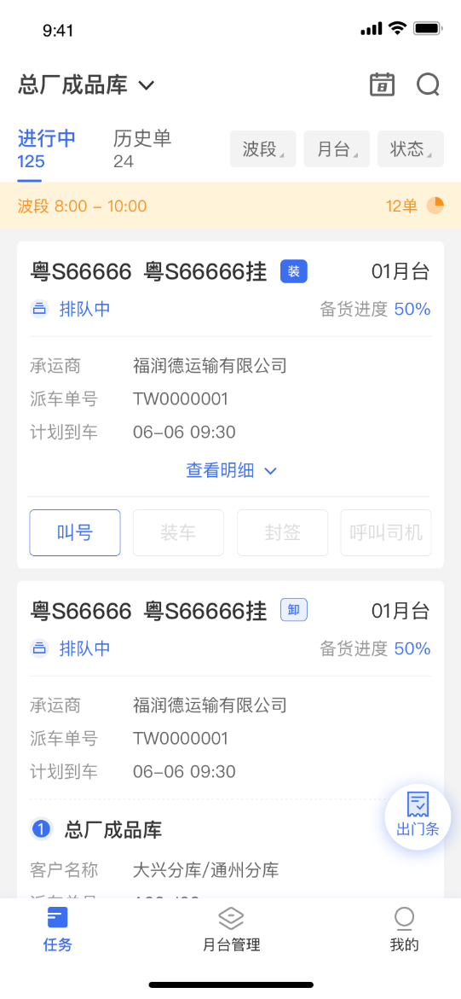 9:41
总厂成品库
8
进行中 历史单 波段 月台 状态
125 24
波段 8:00 – 10:00 12单
粤S66666 粤S66666挂 装 01月台
排队中 备货进度 50%
承运商 福润德运输有限公司
派车单号 TW0000001
计划到车 06–06 09:30
查看明细
叫号 装车 封签 呼叫司机
粤S66666 粤S66666挂 卸 01月台
排队中 备货进度 50%
承运商 福润德运输有限公司
派车单号 TW0000001
计划到车 06–06 09:30
1 总厂成品库
出门条
客户名称 大兴分库/通州分库
任务 月台管理 我的